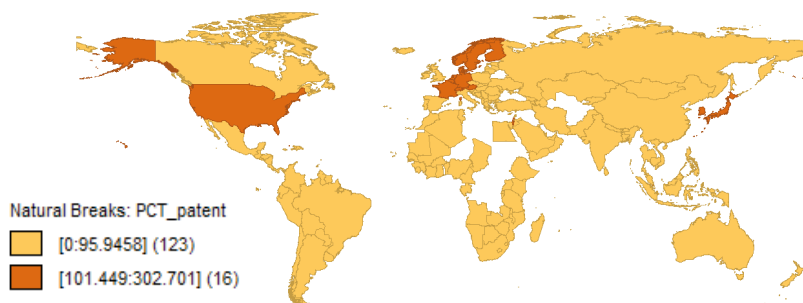 Natural Breaks: PCT_patent
[0:95.9458] (123)
[101.449:302.701] (16)